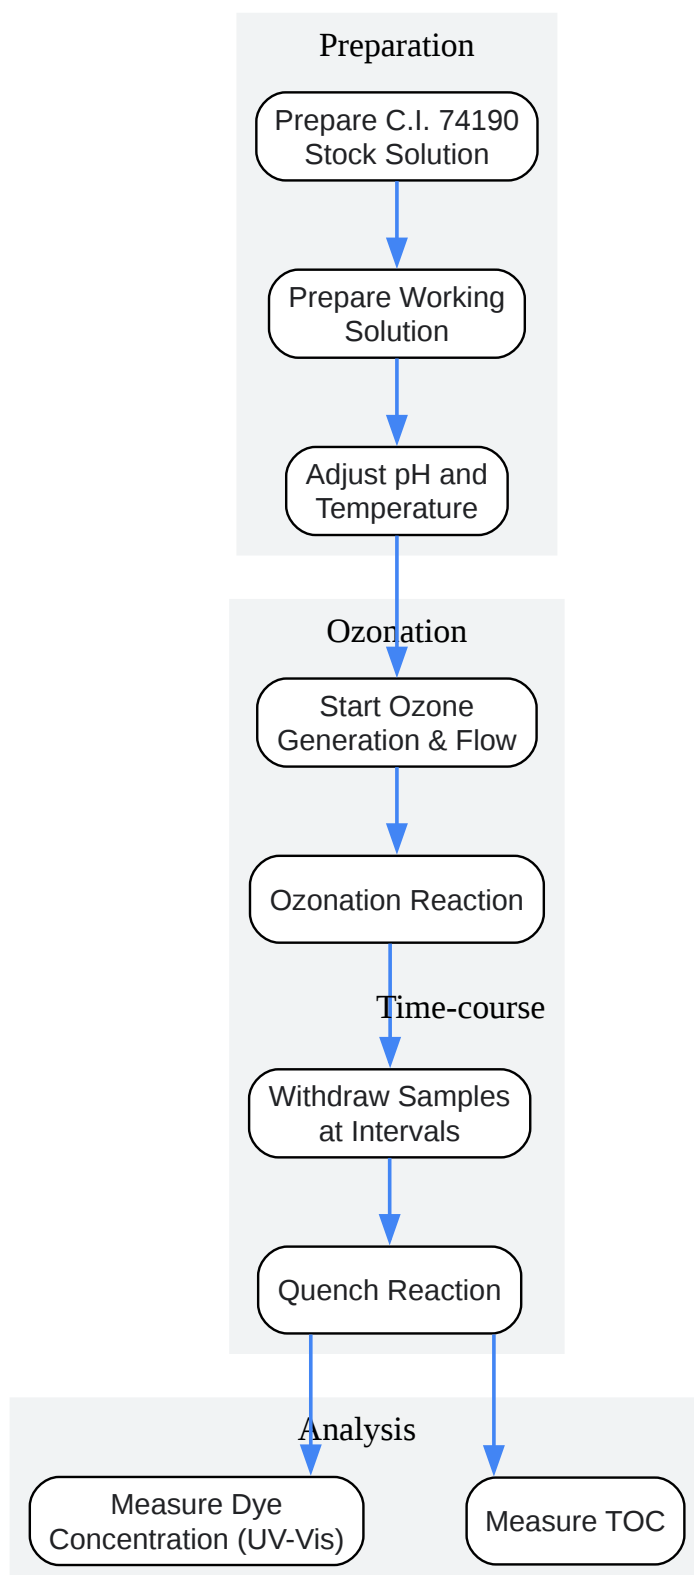 Preparation
Prepare C.I. 74190
Stock Solution
Prepare Working
Solution
Adjust pH and
Temperature
Ozonation
Start Ozone
Generation & Flow
Ozonation Reaction
Time-course
Withdraw Samples
at Intervals
Quench Reaction
Analysis
Measure Dye
Concentration (UV-Vis)
Measure TOC